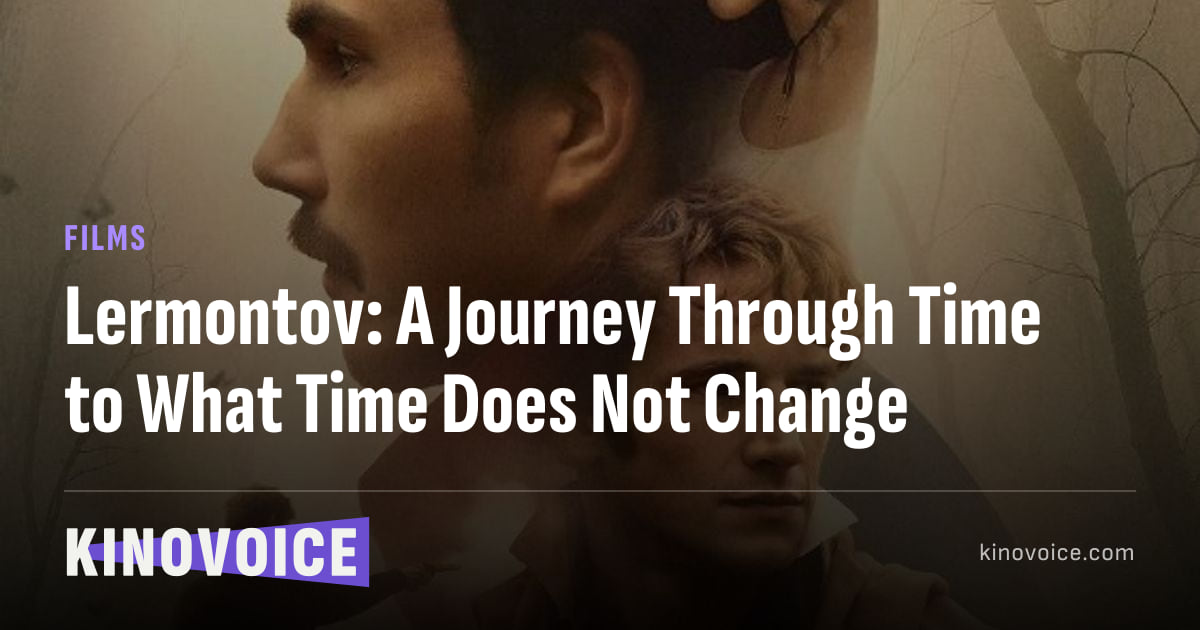 FILMS
Lermontov: A Journey Through Time
to What Time Does Not Change
KINOVOICE
kinovoice.com